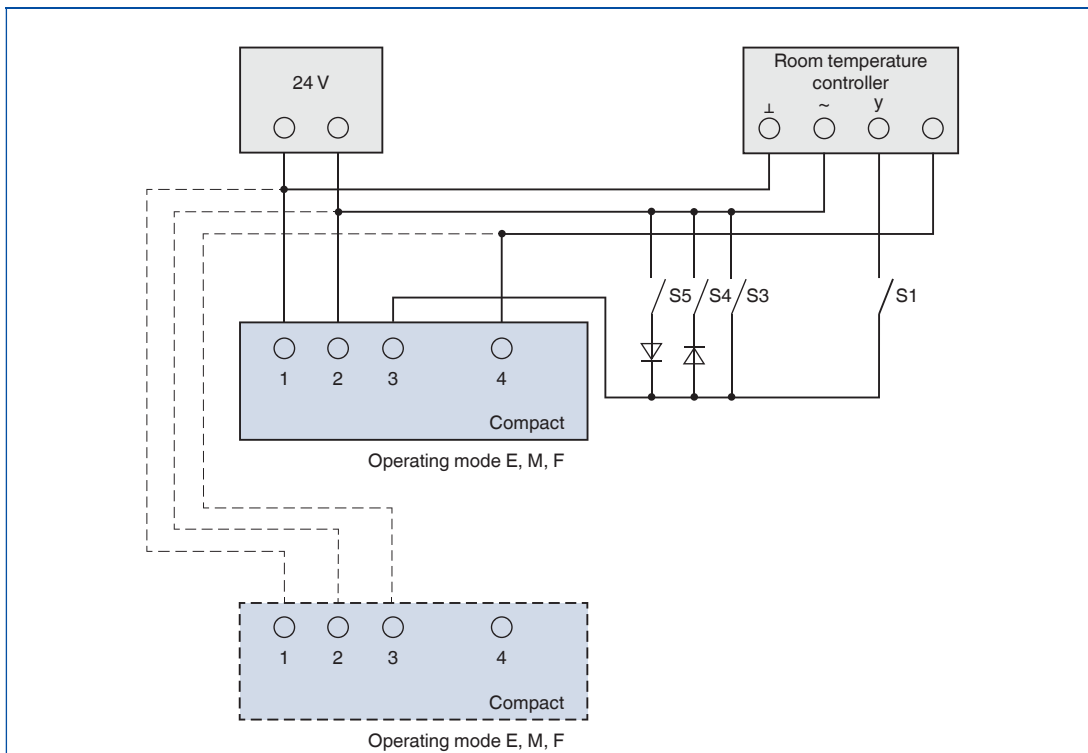 24 V
Room temperature
controller
⊥ ~ y
S5 S4 S3 S1
1 2 3 4
Compact
Operating mode E, M, F
1 2 3 4
Compact
Operating mode E, M, F